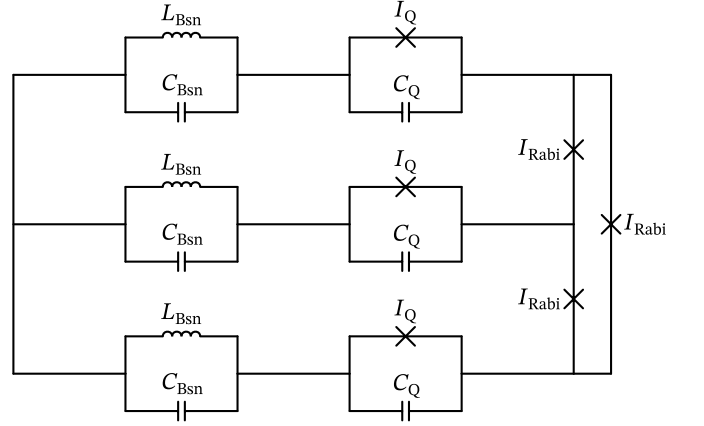 L_Bsn
I_Q
C_Bsn
C_Q
I_Rabi
L_Bsn
I_Q
C_Bsn
C_Q
I_Rabi
I_Rabi
L_Bsn
I_Q
C_Bsn
C_Q